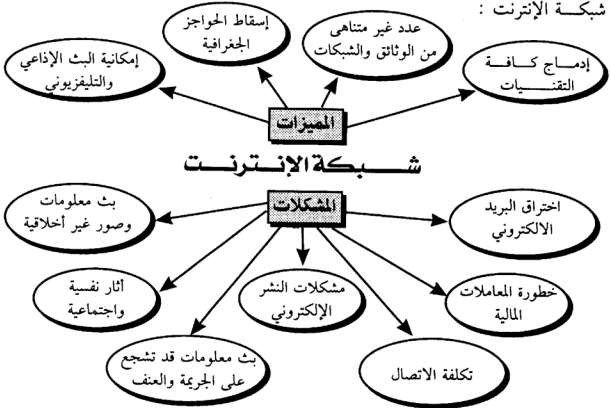 شبكة الإنترنت :
إدماج كافة
التقنيات
عدد غير متناهى
من الوثائق والشبكات
إسقاط الحواجز
الجغرافية
إمكانية البث الإذاعي
والتليفزيوني
المميزات
شبكة الإنترنت
المشكلات
اختراق البريد
الالكتروني
خطورة المعاملات
المالية
تكلفة الاتصال
مشكلات النشر
الإلكتروني
بث معلومات قد تشجع
على الجريمة والعنف
أثار نفسية
واجتماعية
بث معلومات
وصور غير أخلاقية